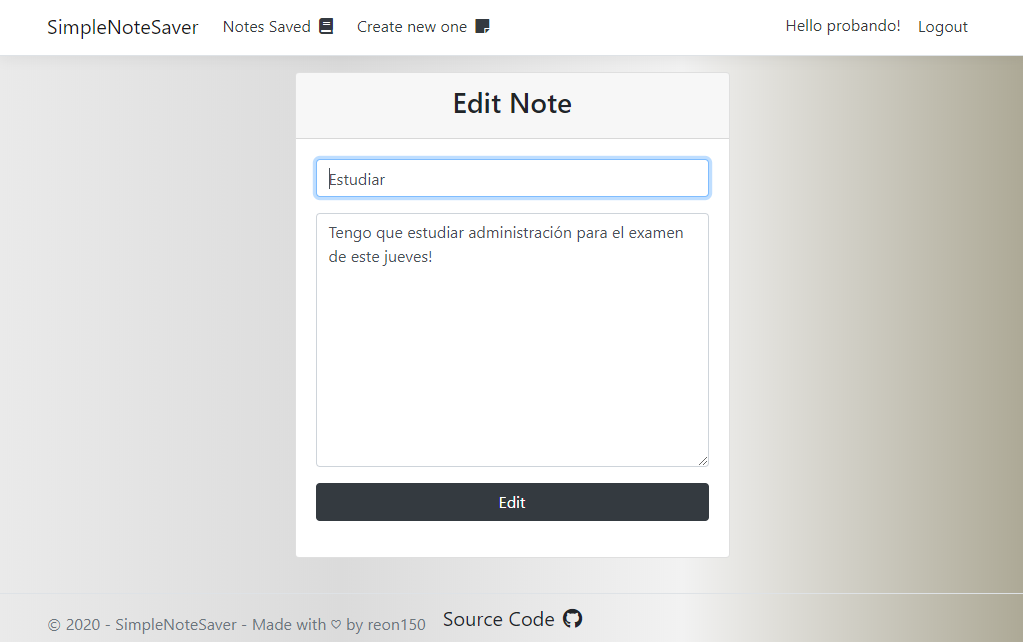 SimpleNoteSaver Notes Saved Create new one Hello probando! Logout
Edit Note
Estudiar
Tengo que estudiar administración para el examen
de este jueves!
Edit
© 2020 - SimpleNoteSaver - Made with ♡ by reon150 Source Code